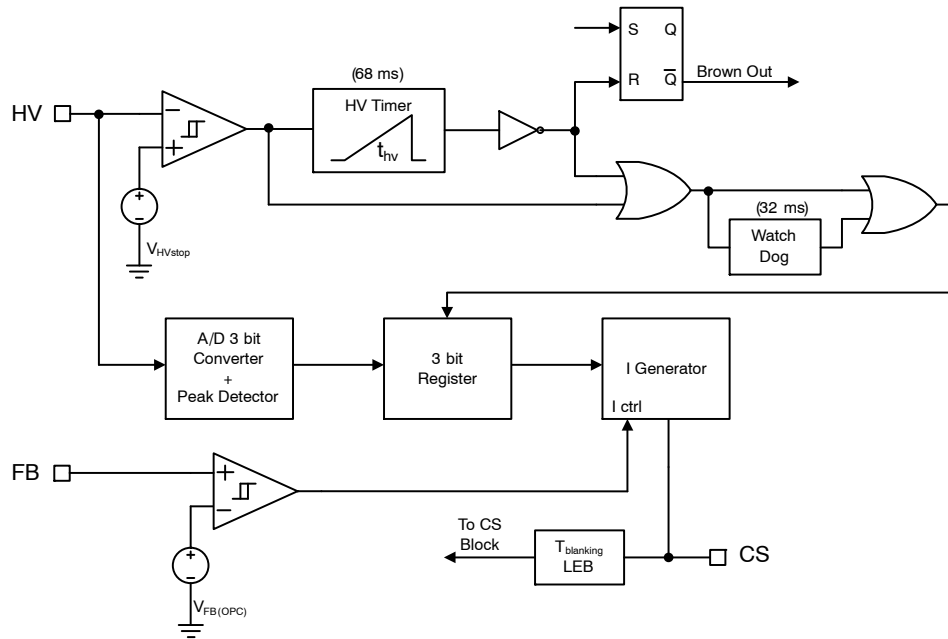 S Q
(68 ms)
R Q̅
Brown Out
HV
HV Timer
t_hv
−
+
+
−
V_HVstop
(32 ms)
Watch
Dog
A/D 3 bit
Converter
+
Peak Detector
3 bit
Register
I Generator
I ctrl
FB
+
−
+
−
V_FB(OPC)
To CS
Block
T_blanking
LEB
CS